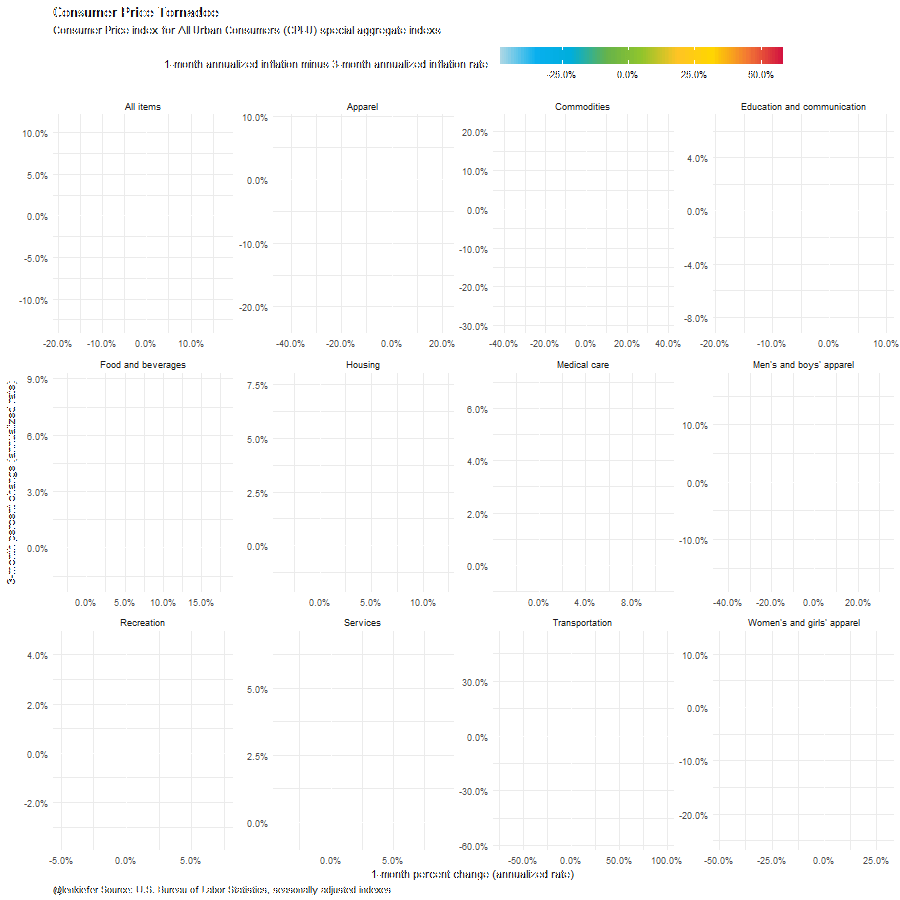 Consumer Price Tornadoe
Consumer Price index for All Urban Consumers (CPI-U) special aggregate indexs
1-month annualized inflation minus 3-month annualized inflation rate
-25.0% 0.0% 25.0% 50.0%
All items Apparel Commodities Education and communication
10.0% 5.0% 0.0% -5.0% -10.0%
10.0% 0.0% -10.0% -20.0%
20.0% 10.0% 0.0% -10.0% -20.0% -30.0%
4.0% 0.0% -4.0% -8.0%
-20.0% -10.0% 0.0% 10.0%
-40.0% -20.0% 0.0% 20.0%
-40.0% -20.0% 0.0% 20.0% 40.0%
-20.0% -10.0% 0.0% 10.0%
Food and beverages Housing Medical care Men's and boys' apparel
9.0% 6.0% 3.0% 0.0%
7.5% 5.0% 2.5% 0.0%
6.0% 4.0% 2.0% 0.0%
10.0% 0.0% -10.0%
0.0% 5.0% 10.0% 15.0%
0.0% 5.0% 10.0%
0.0% 4.0% 8.0%
-40.0% -20.0% 0.0% 20.0%
Recreation Services Transportation Women's and girls' apparel
4.0% 2.0% 0.0% -2.0%
5.0% 2.5% 0.0%
30.0% 0.0% -30.0% -60.0%
10.0% 0.0% -10.0% -20.0%
-5.0% 0.0% 5.0%
0.0% 5.0%
-50.0% 0.0% 50.0% 100.0%
-50.0% -25.0% 0.0% 25.0%
3-month percent change (annualized rate)
1-month percent change (annualized rate)
@lenkiefer Source: U.S. Bureau of Labor Statistics, seasonally adjusted indexes